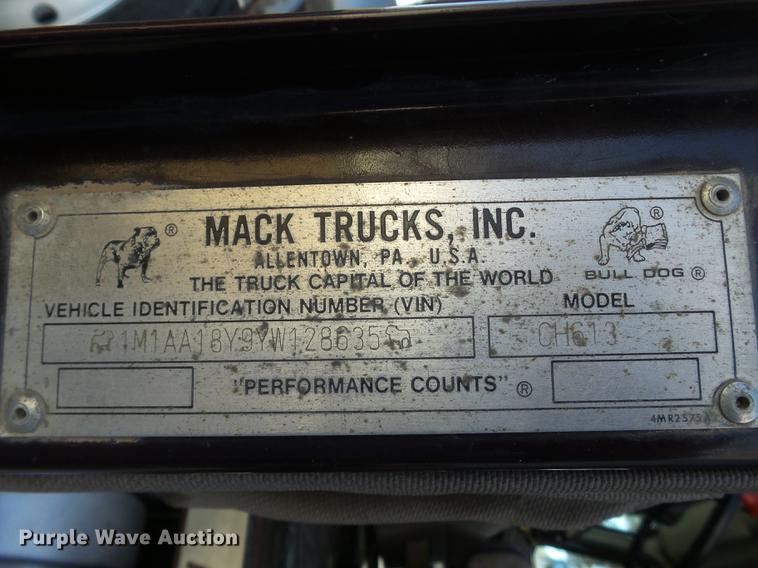 MACK TRUCKS, INC.
ALLENTOWN, PA. U.S.A.
THE TRUCK CAPITAL OF THE WORLD
BULL DOG ®
VEHICLE IDENTIFICATION NUMBER (VIN)
MODEL
1M1AA18Y9YW128635
CH613
"PERFORMANCE COUNTS" ®
4MR2575A
Purple Wave Auction